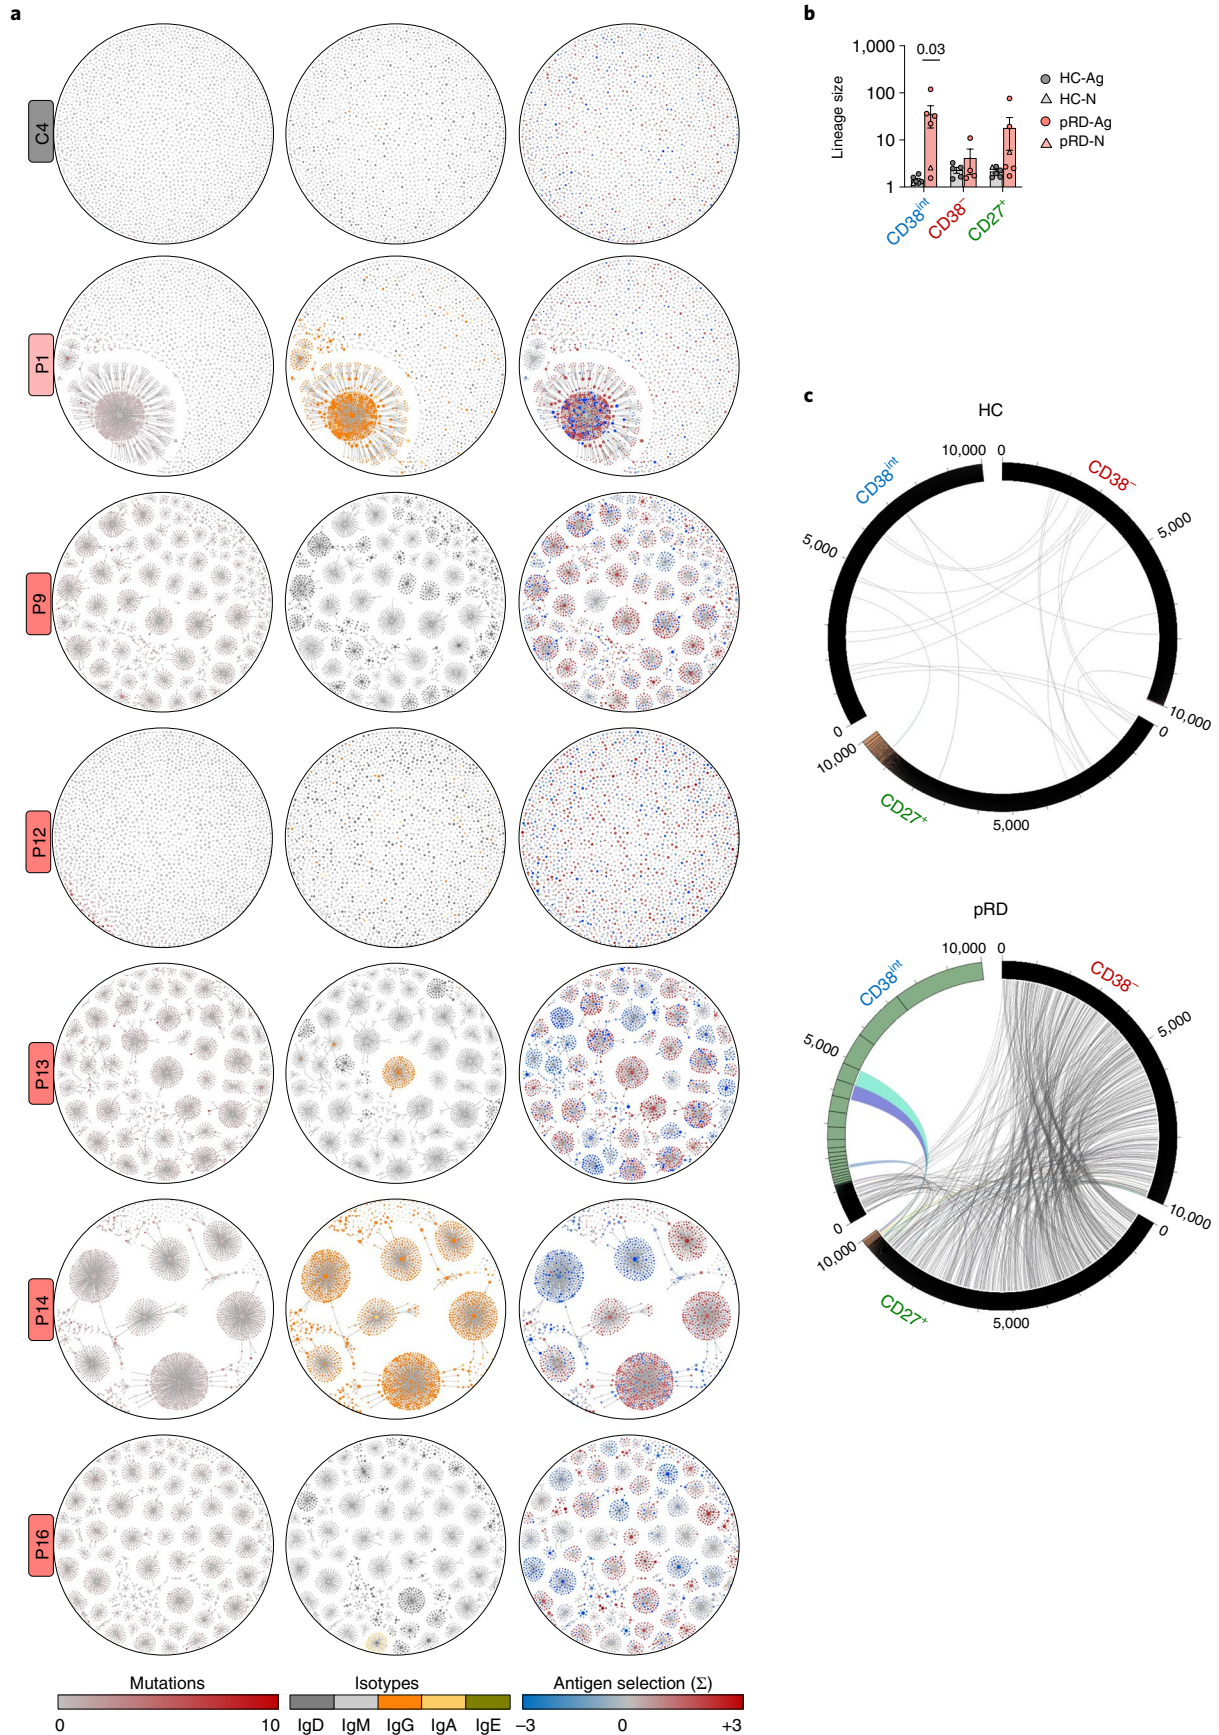 a
C4
P1
P9
P12
P13
P14
P16
Mutations
0 10
Isotypes
IgD IgM IgG IgA IgE
Antigen selection (Σ)
–3 0 +3
b
Lineage size
1,000
100
10
1
0.03
CD38int
CD38–
CD27+
HC-Ag
HC-N
pRD-Ag
pRD-N
c
HC
CD38int
10,000 0
CD38–
5,000
5,000
10,000
0
0
10,000
CD27+
5,000
pRD
CD38int
10,000 0
CD38–
5,000
5,000
10,000
0
0
10,000
CD27+
5,000